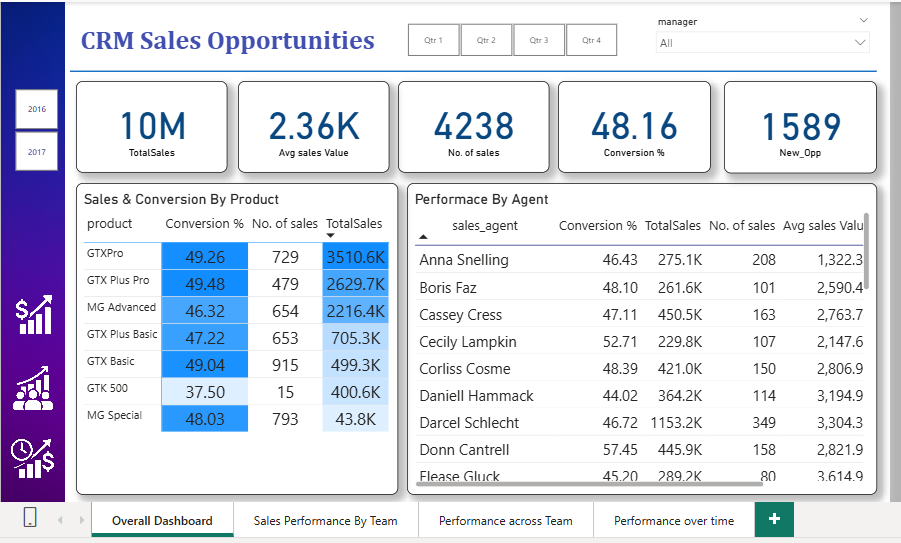 CRM Sales Opportunities
Qtr 1
Qtr 2
Qtr 3
Qtr 4
manager
All
2016
2017
10M
TotalSales
2.36K
Avg sales Value
4238
No. of sales
48.16
Conversion %
1589
New_Opp
Sales & Conversion By Product
product Conversion % No. of sales TotalSales
GTXPro 49.26 729 3510.6K
GTX Plus Pro 49.48 479 2629.7K
MG Advanced 46.32 654 2216.4K
GTX Plus Basic 47.22 653 705.3K
GTX Basic 49.04 915 499.3K
GTK 500 37.50 15 400.6K
MG Special 48.03 793 43.8K
Performace By Agent
sales_agent Conversion % TotalSales No. of sales Avg sales Valu
Anna Snelling 46.43 275.1K 208 1,322.3
Boris Faz 48.10 261.6K 101 2,590.4
Cassey Cress 47.11 450.5K 163 2,763.7
Cecily Lampkin 52.71 229.8K 107 2,147.6
Corliss Cosme 48.39 421.0K 150 2,806.9
Daniell Hammack 44.02 364.2K 114 3,194.9
Darcel Schlecht 46.72 1153.2K 349 3,304.3
Donn Cantrell 57.45 445.9K 158 2,821.9
Elease Gluck 45.20 289.2K 80 3,614.9
Overall Dashboard
Sales Performance By Team
Performance across Team
Performance over time
+